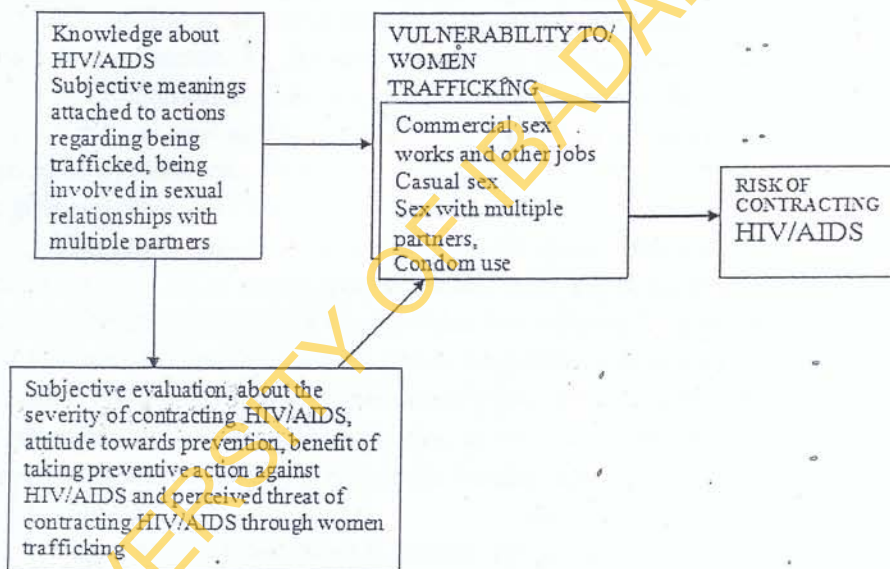 Knowledge about
HIV/AIDS
Subjective meanings
attached to actions
regarding being
trafficked, being
involved in sexual
relationships with
multiple partners
VULNERABILITY TO/
WOMEN
TRAFFICKING
Commercial sex
works and other jobs
Casual sex
Sex with multiple
partners,
Condom use
RISK OF
CONTRACTING
HIV/AIDS
Subjective evaluation, about the
severity of contracting HIV/AIDS,
attitude towards prevention, benefit of
taking preventive action against
HIV/AIDS and perceived threat of
contracting HIV/AIDS through women
trafficking
VERSITY OF IBADA